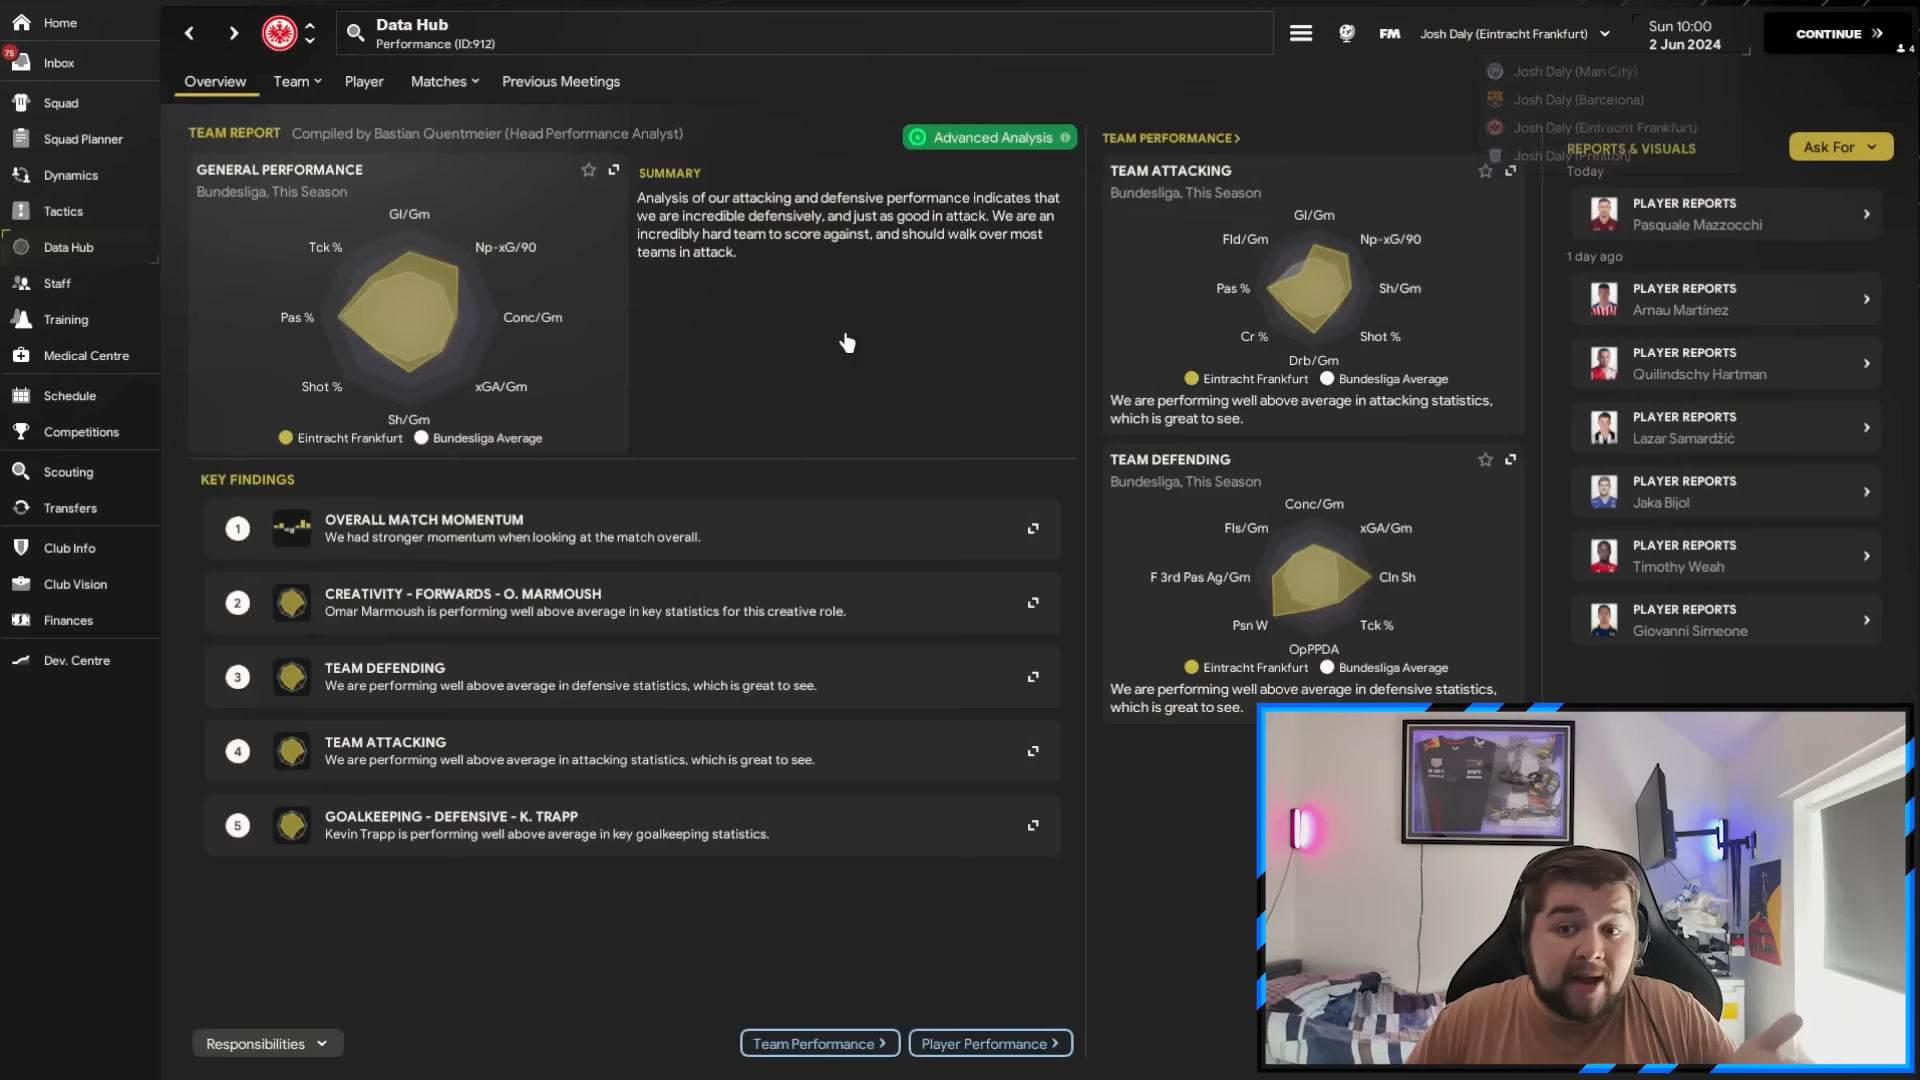 Home
75
Inbox
Squad
Squad Planner
Dynamics
Tactics
Data Hub
Staff
Training
Medical Centre
Schedule
Competitions
Scouting
Transfers
Club Info
Club Vision
Finances
Dev. Centre
Data Hub
Performance (ID:912)
FM
Josh Daly (Eintracht Frankfurt)
Sun 10:00
2 Jun 2024
CONTINUE
4
Josh Daly (Man City)
Josh Daly (Barcelona)
Josh Daly (Eintracht Frankfurt)
Josh Daly (Preston)
Overview
Team
Player
Matches
Previous Meetings
TEAM REPORT
Compiled by Bastian Quentmeier (Head Performance Analyst)
Advanced Analysis
GENERAL PERFORMANCE
Bundesliga, This Season
Gl/Gm
Np-xG/90
Conc/Gm
xGA/Gm
Sh/Gm
Shot %
Pas %
Tck %
Eintracht Frankfurt
Bundesliga Average
SUMMARY
Analysis of our attacking and defensive performance indicates that
we are incredible defensively, and just as good in attack. We are an
incredibly hard team to score against, and should walk over most
teams in attack.
KEY FINDINGS
1
OVERALL MATCH MOMENTUM
We had stronger momentum when looking at the match overall.
2
CREATIVITY - FORWARDS - O. MARMOUSH
Omar Marmoush is performing well above average in key statistics for this creative role.
3
TEAM DEFENDING
We are performing well above average in defensive statistics, which is great to see.
4
TEAM ATTACKING
We are performing well above average in attacking statistics, which is great to see.
5
GOALKEEPING - DEFENSIVE - K. TRAPP
Kevin Trapp is performing well above average in key goalkeeping statistics.
Responsibilities
Team Performance
Player Performance
TEAM PERFORMANCE
TEAM ATTACKING
Bundesliga, This Season
Gl/Gm
Np-xG/90
Sh/Gm
Shot %
Drb/Gm
Cr %
Pas %
Fld/Gm
Eintracht Frankfurt
Bundesliga Average
We are performing well above average in attacking statistics,
which is great to see.
TEAM DEFENDING
Bundesliga, This Season
Conc/Gm
xGA/Gm
Cln Sh
Tck %
OpPPDA
Psn W
F 3rd Pas Ag/Gm
Fls/Gm
Eintracht Frankfurt
Bundesliga Average
We are performing well above average in defensive statistics,
which is great to see.
REPORTS & VISUALS
Ask For
Today
PLAYER REPORTS
Pasquale Mazzocchi
1 day ago
PLAYER REPORTS
Arnau Martínez
PLAYER REPORTS
Quilindschy Hartman
PLAYER REPORTS
Lazar Samardžić
PLAYER REPORTS
Jaka Bijol
PLAYER REPORTS
Timothy Weah
PLAYER REPORTS
Giovanni Simeone